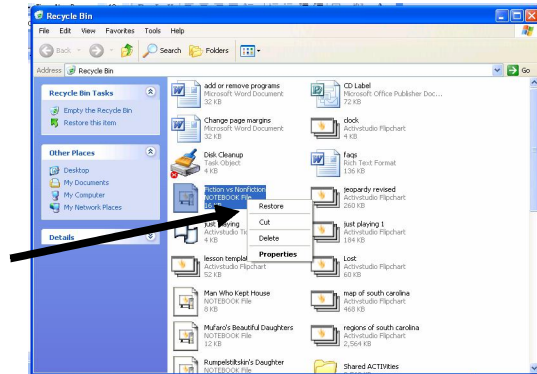 Recycle Bin
File Edit View Favorites Tools Help
Back Search Folders
Address Recycle Bin Go
Recycle Bin Tasks
Empty the Recycle Bin
Restore this item
Other Places
Desktop
My Documents
My Computer
My Network Places
Details
add or remove programs
Microsoft Word Document
32 KB
CD Label
Microsoft Office Publisher Doc...
72 KB
Change page margins
Microsoft Word Document
32 KB
clock
Activstudio Flipchart
4 KB
Disk Cleanup
Task Object
4 KB
faqs
Rich Text Format
136 KB
Fiction vs Nonfiction
NOTEBOOK File
16 KB
jeopardy revised
Activstudio Flipchart
260 KB
Restore
Cut
Delete
Properties
just playing
Activstudio
4 KB
just playing 1
Activstudio Flipchart
184 KB
lesson templa
Activstudio Flipchart
52 KB
Lost
Activstudio Flipchart
60 KB
Man Who Kept House
NOTEBOOK File
8 KB
map of south carolina
Activstudio Flipchart
468 KB
Mufaro's Beautiful Daughters
NOTEBOOK File
12 KB
regions of south carolina
Activstudio Flipchart
2,564 KB
Rumpelstiltskin's Daughter
NOTEBOOK File
Shared ACTIVities